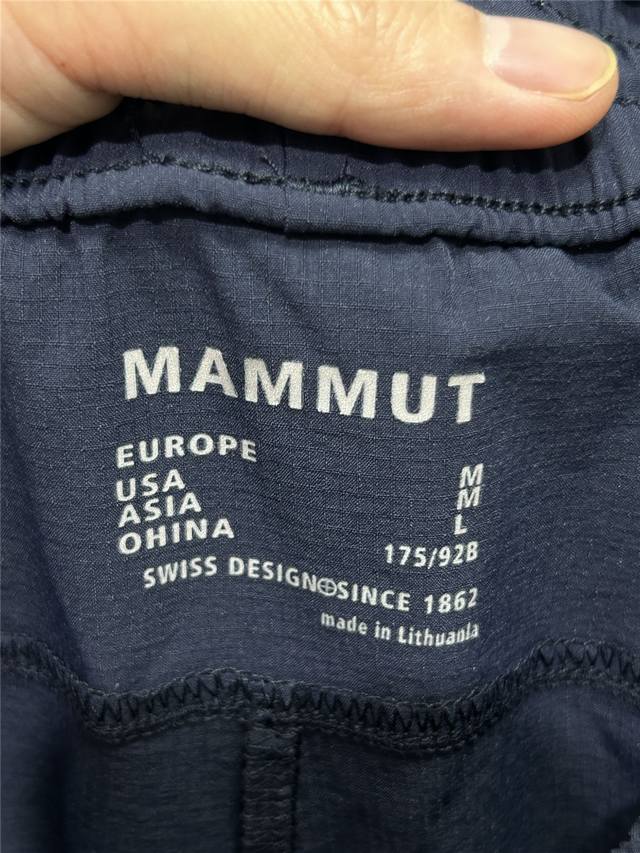 MAMMUT
EUROPE M
USA M
ASIA L
OHINA 175/92B
SWISS DESIGN⊕SINCE 1862
made in Lithuania